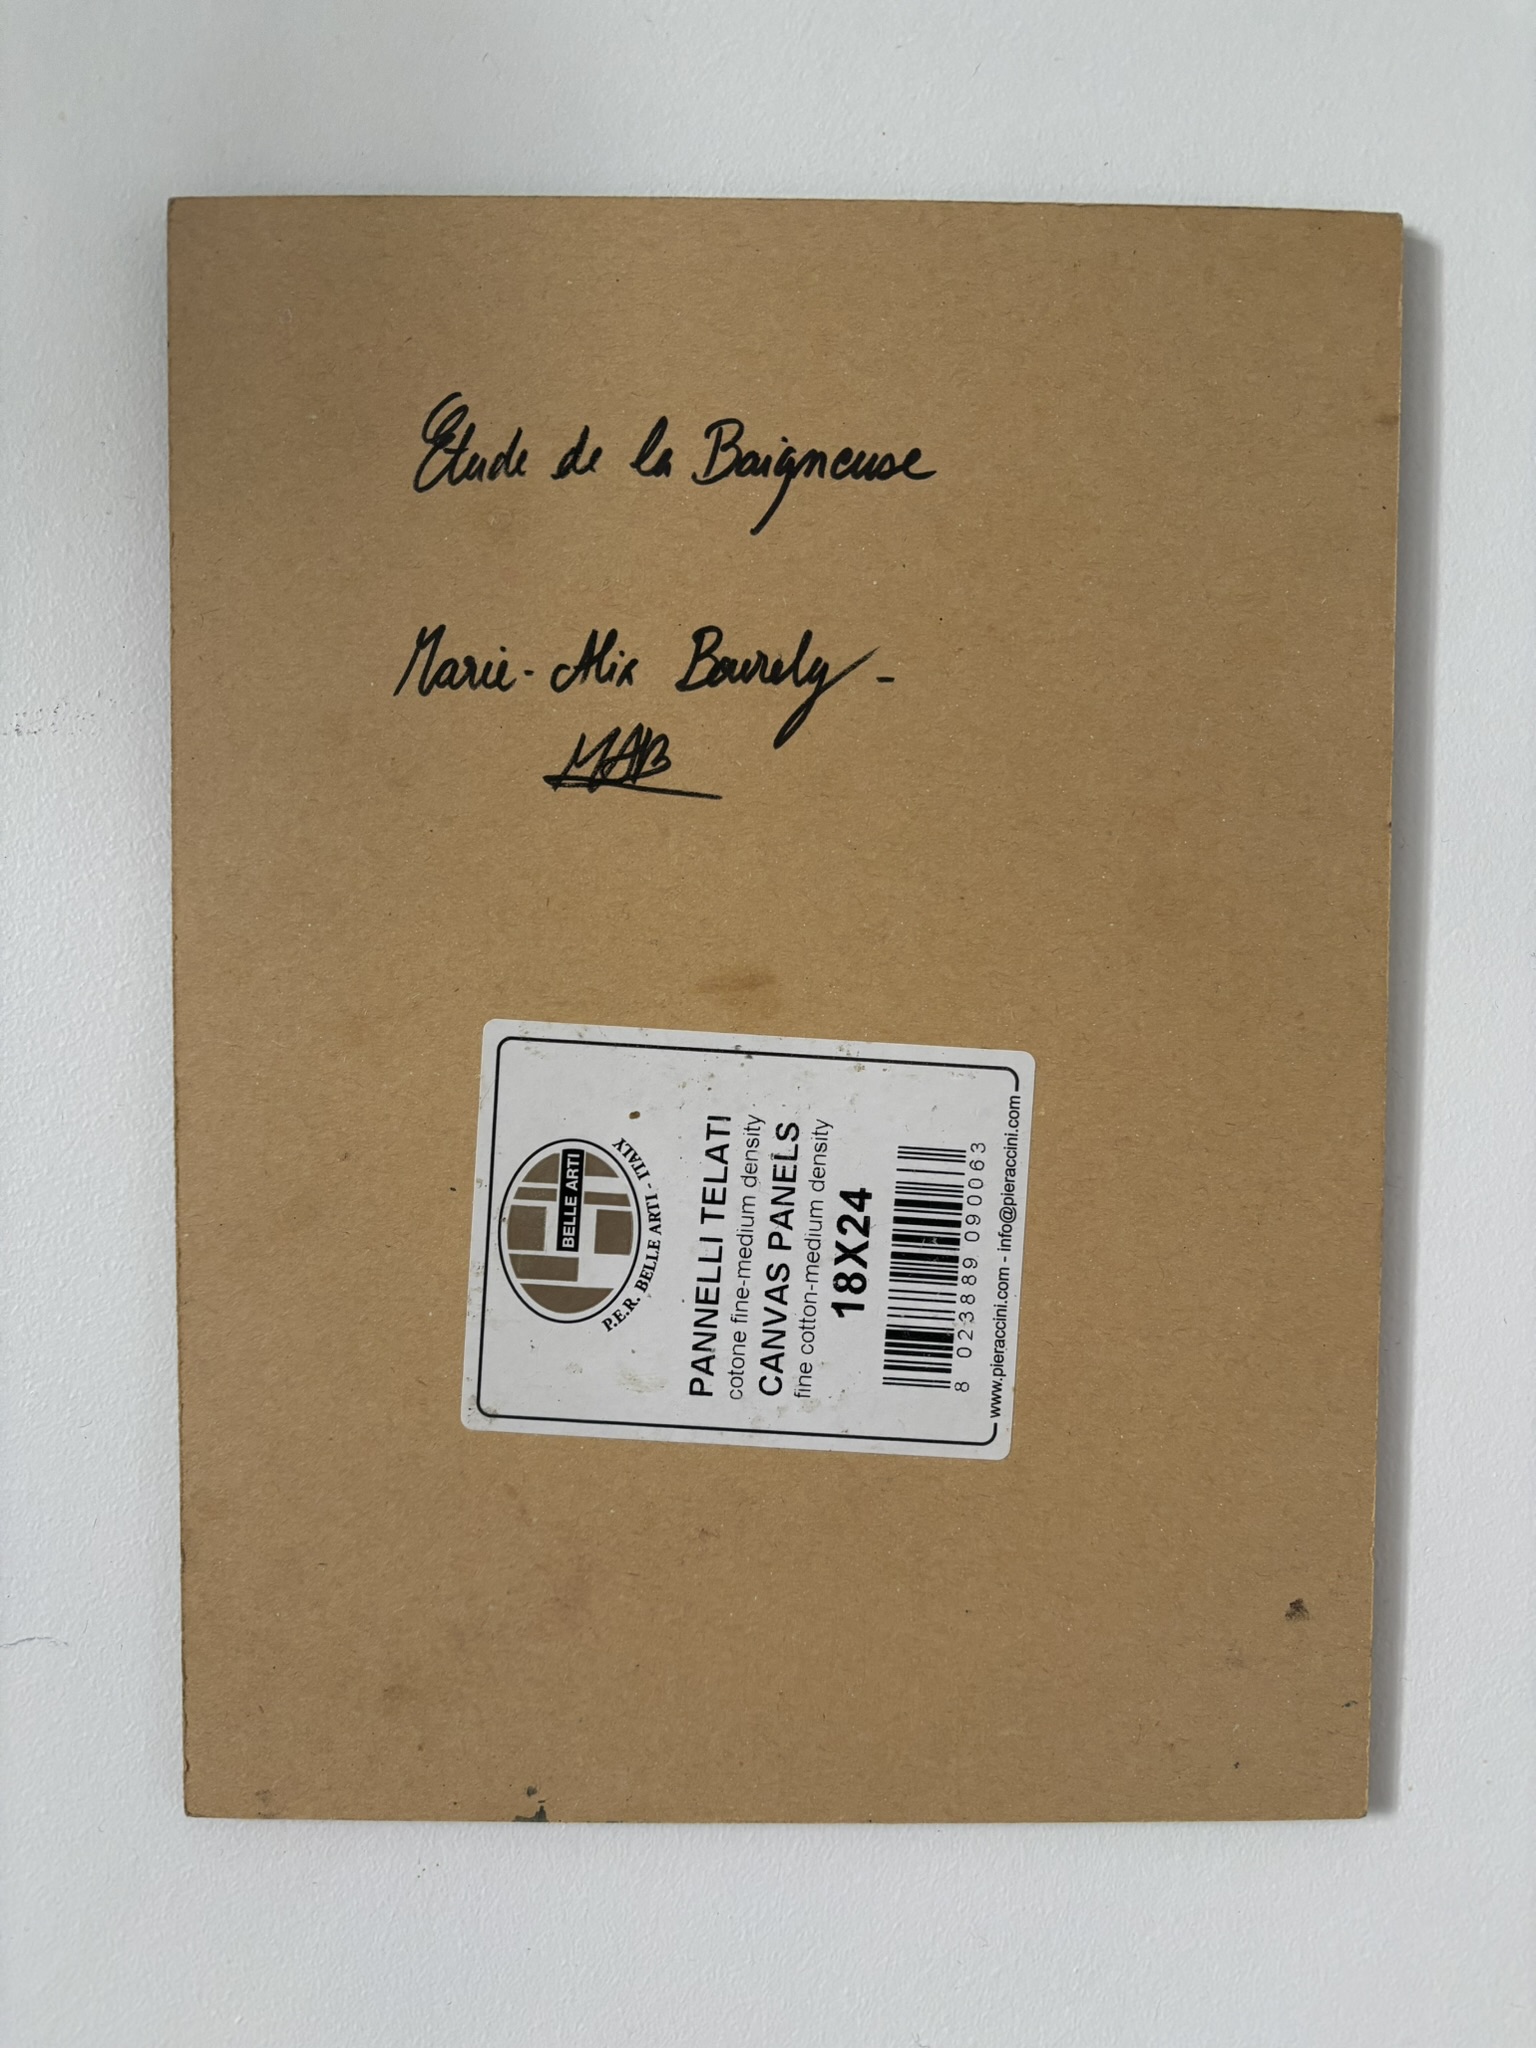 Etude de la Baigneuse
Marie-Alix Bourely -
MAB
BELLE ARTI
P.E.R. BELLE ARTI - ITALY
PANNELLI TELATI
cotone fine-medium density
CANVAS PANELS
fine cotton-medium density
18X24
8 023889 090063
www.pieraccini.com - info@pieraccini.com